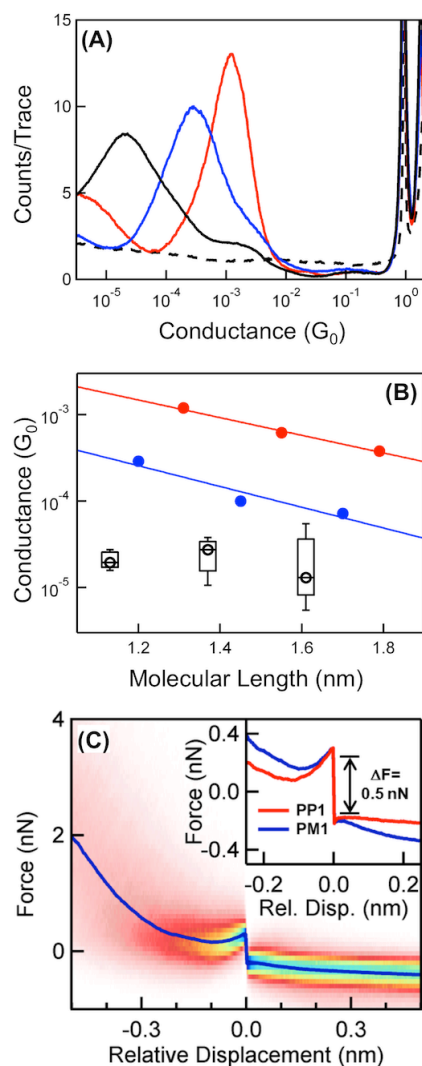 (A)
15
10
5
0
Counts/Trace
10⁻⁵ 10⁻⁴ 10⁻³ 10⁻² 10⁻¹ 10⁰
Conductance (G₀)
(B)
10⁻³
10⁻⁴
10⁻⁵
Conductance (G₀)
1.2 1.4 1.6 1.8
Molecular Length (nm)
(C)
4
2
0
Force (nN)
-0.3 0.0 0.3
Relative Displacement (nm)
0.4
0.0
-0.4
Force (nN)
ΔF=
0.5 nN
PP1
PM1
-0.2 0.0 0.2
Rel. Disp. (nm)